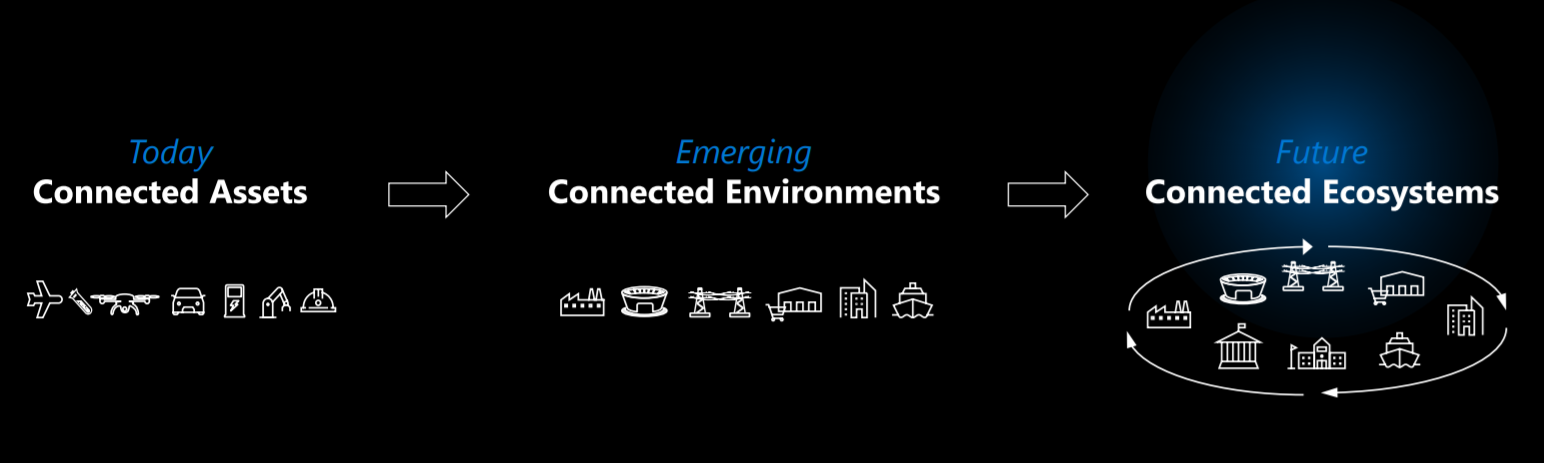 Today
Connected Assets
Emerging
Connected Environments
Future
Connected Ecosystems